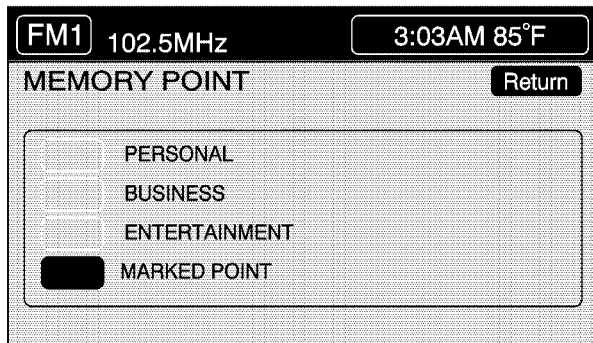 FM1 102.5MHz 3:03AM 85°F
MEMORY POINT Return
PERSONAL
BUSINESS
ENTERTAINMENT
MARKED POINT